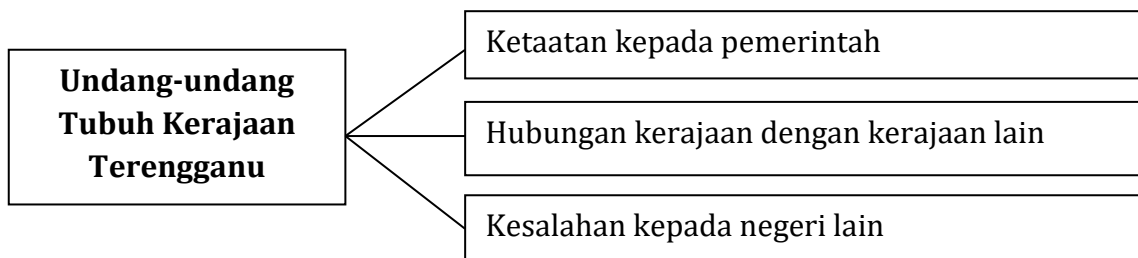 Undang-undang
Tubuh Kerajaan
Terengganu
Ketaatan kepada pemerintah
Hubungan kerajaan dengan kerajaan lain
Kesalahan kepada negeri lain